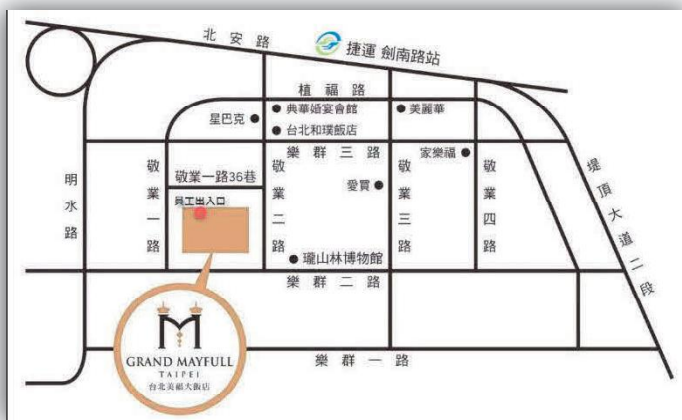 北安路
捷運 劍南路站
植福路
星巴克
典華婚宴會館
美麗華
台北和璞飯店
樂群三路
家樂福
明水路
敬業一路
敬業一路36巷
員工出入口
敬業二路
愛買
敬業三路
敬業四路
堤頂大道二段
瓏山林博物館
樂群二路
GRAND MAYFULL
TAIPEI
台北美福大飯店
樂群一路